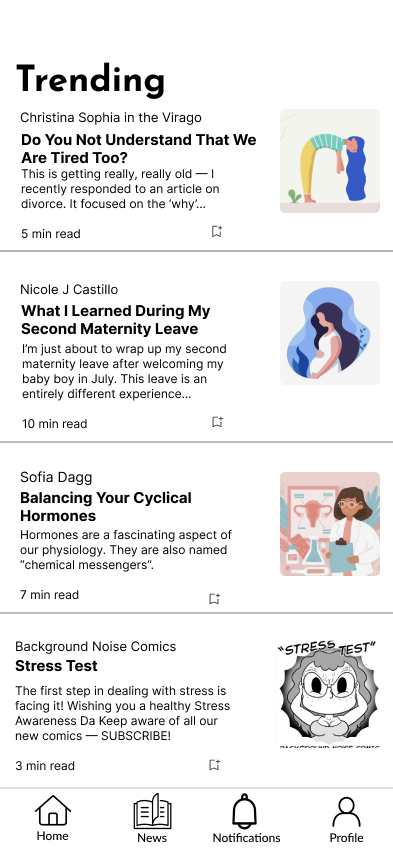 Trending
Christina Sophia in the Virago
Do You Not Understand That We
Are Tired Too?
This is getting really, really old — I
recently responded to an article on
divorce. It focused on the ‘why’...
5 min read
Nicole J Castillo
What I Learned During My
Second Maternity Leave
I’m just about to wrap up my second
maternity leave after welcoming my
baby boy in July. This leave is an
entirely different experience...
10 min read
Sofia Dagg
Balancing Your Cyclical
Hormones
Hormones are a fascinating aspect of
our physiology. They are also named
“chemical messengers”.
7 min read
Background Noise Comics
Stress Test
The first step in dealing with stress is
facing it! Wishing you a healthy Stress
Awareness Da Keep aware of all our
new comics — SUBSCRIBE!
3 min read
"STRESS TEST"
BACKGROUND NOISE COMIC
Home
News
Notifications
Profile